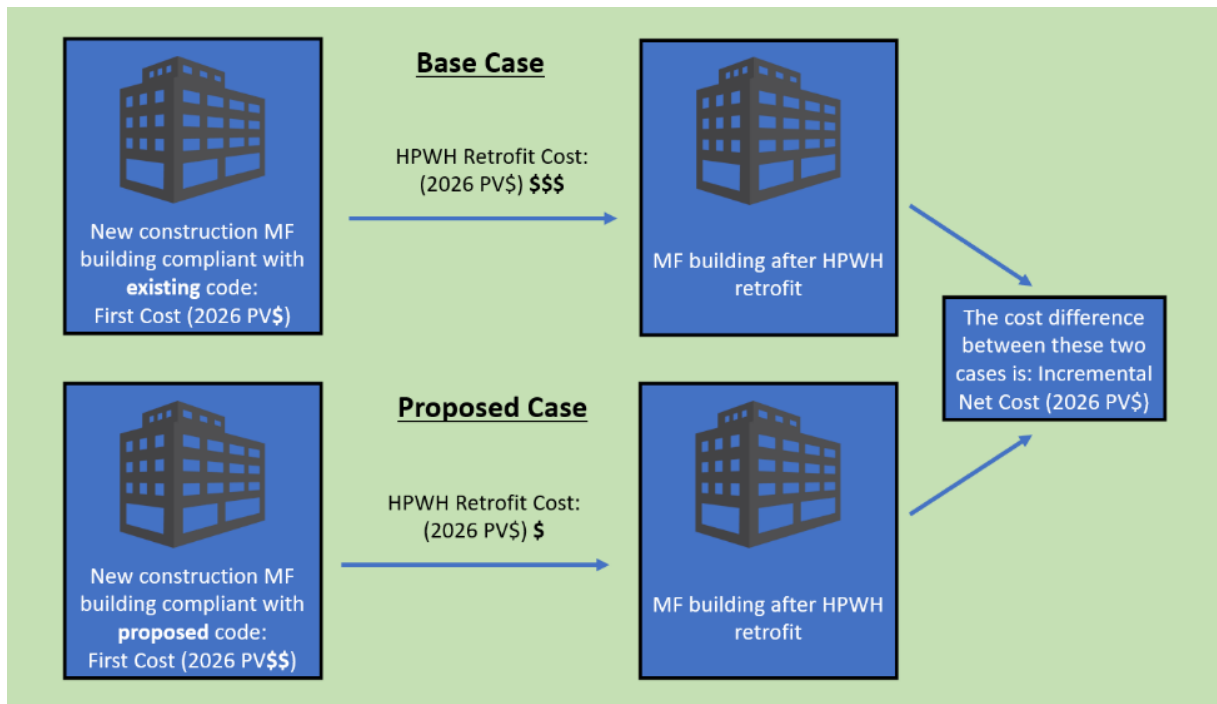 Base Case
New construction MF
building compliant with
existing code:
First Cost (2026 PV$)
HPWH Retrofit Cost:
(2026 PV$) $$$
MF building after HPWH
retrofit
Proposed Case
New construction MF
building compliant with
proposed code:
First Cost (2026 PV$$)
HPWH Retrofit Cost:
(2026 PV$) $
MF building after HPWH
retrofit
The cost difference
between these two
cases is: Incremental
Net Cost (2026 PV$)